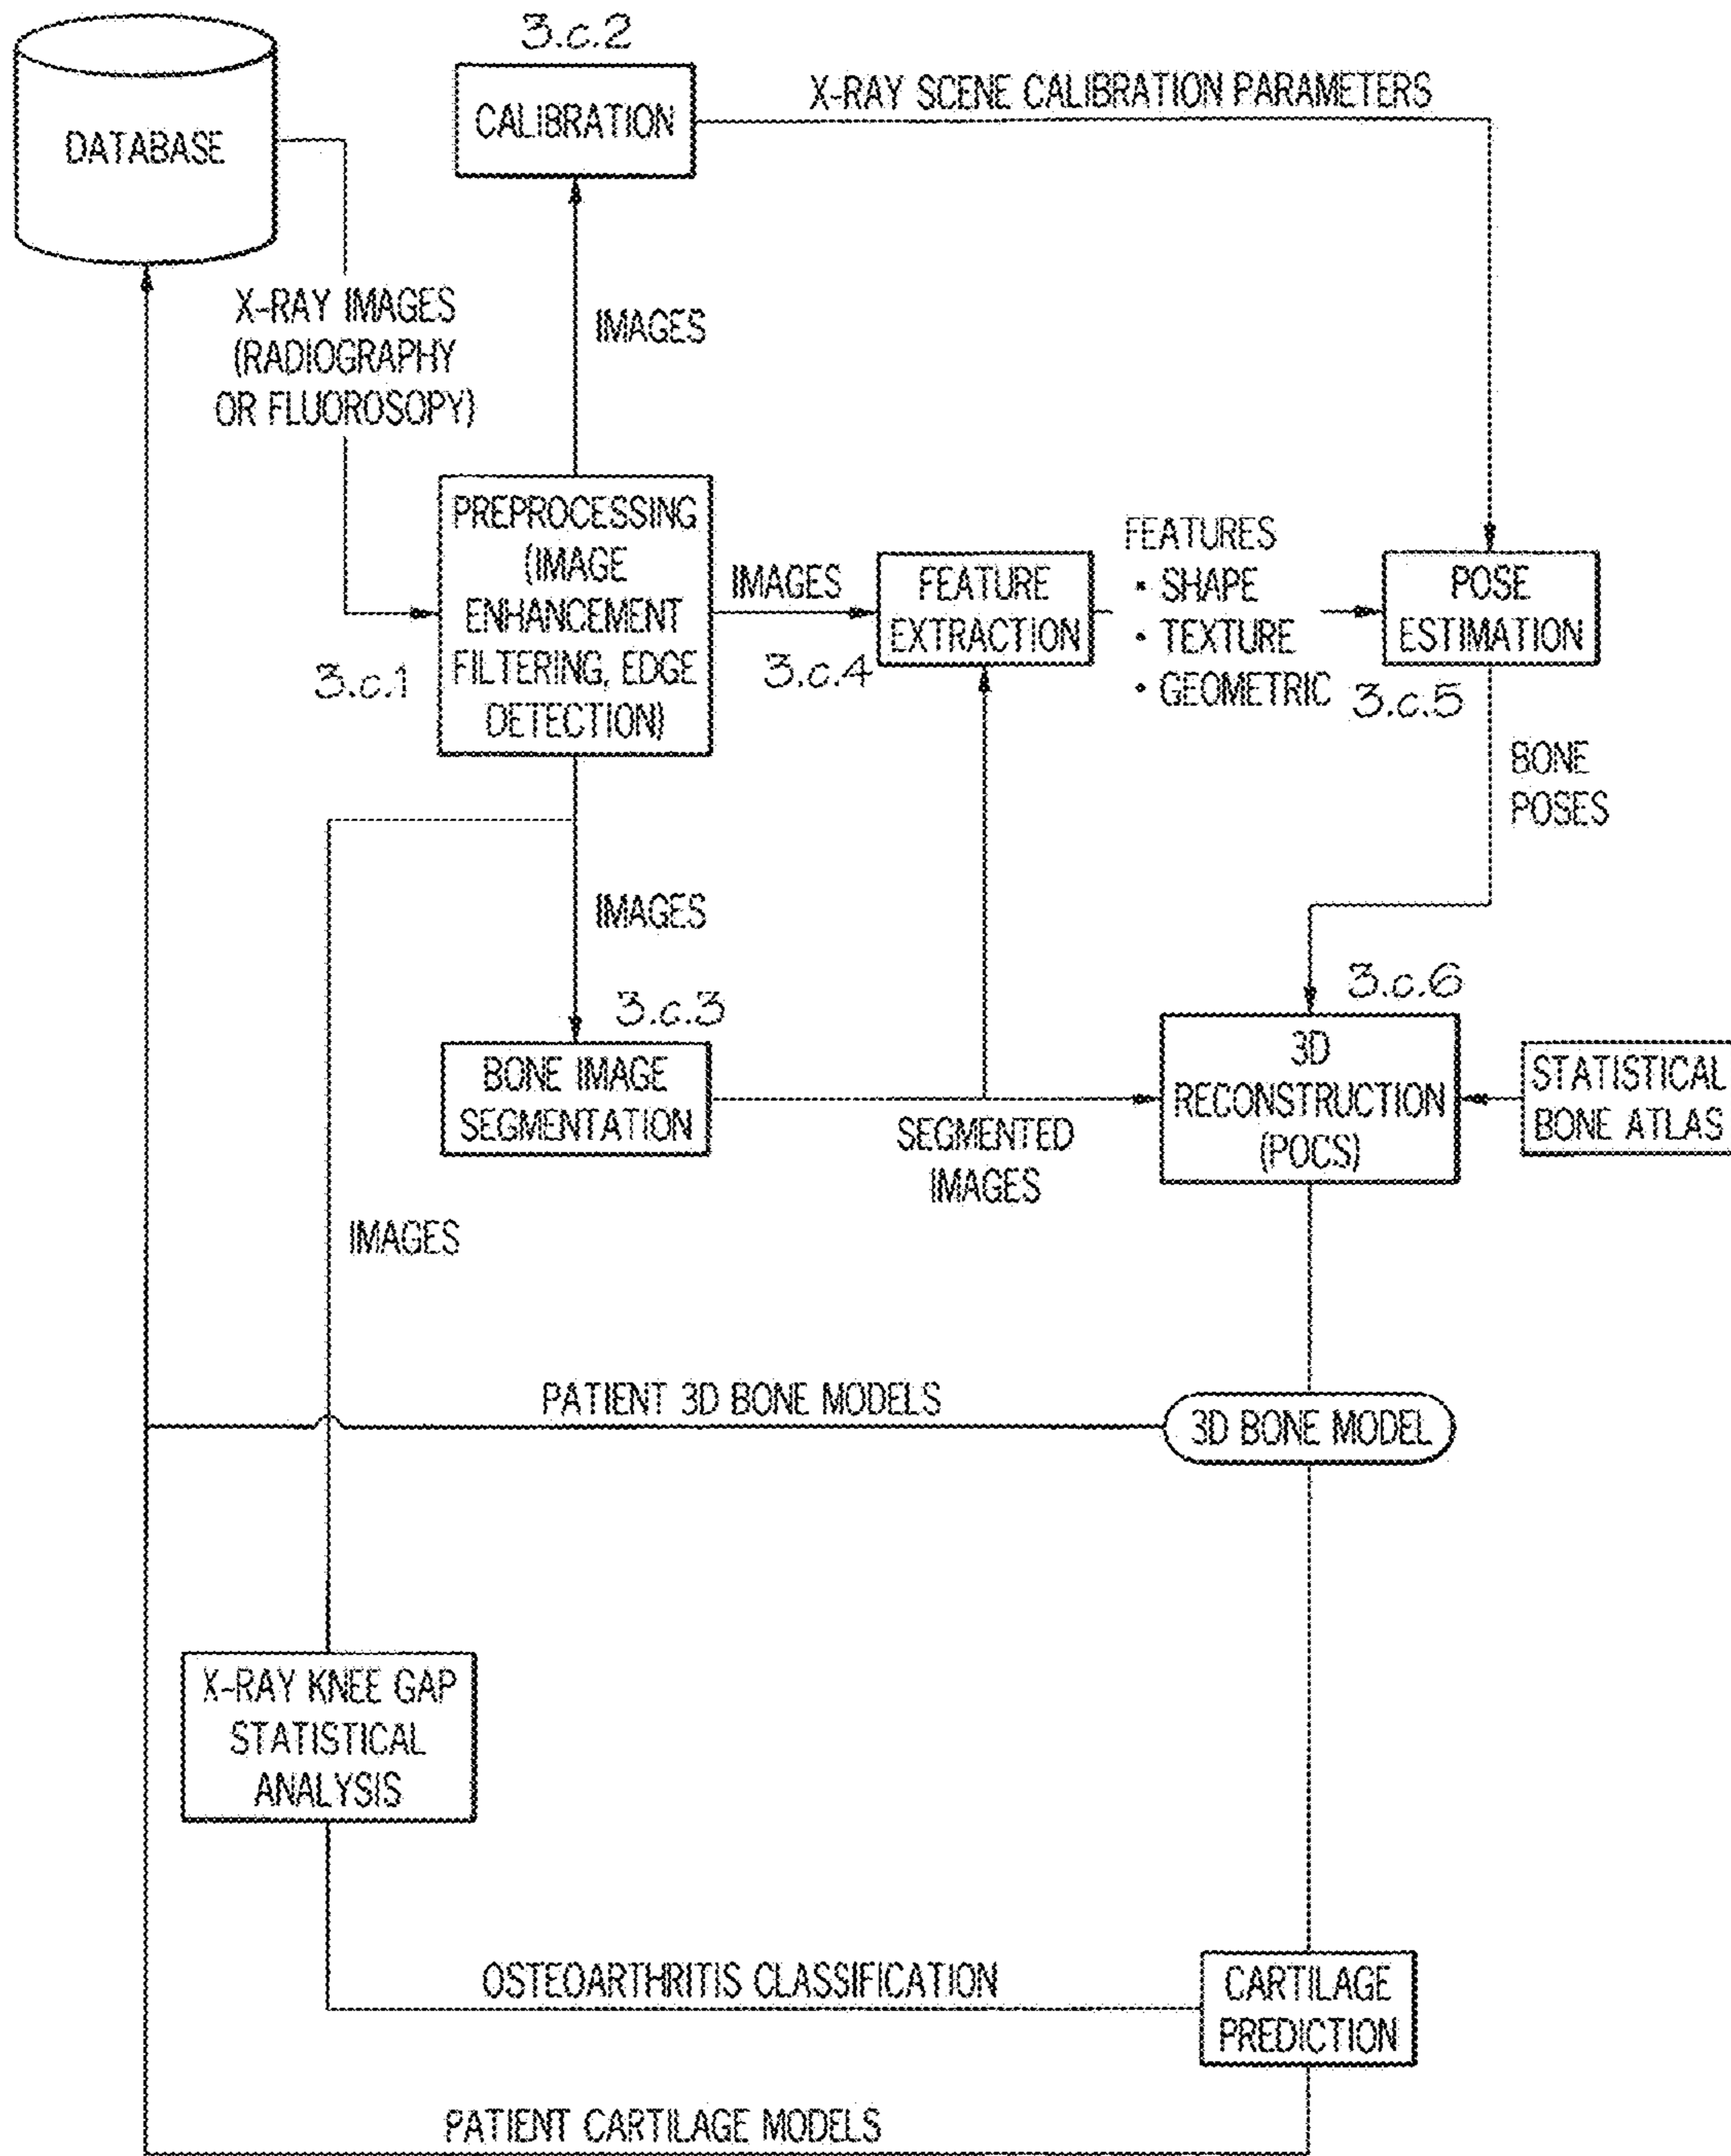 3.c.2
DATABASE
CALIBRATION
X-RAY SCENE CALIBRATION PARAMETERS
X-RAY IMAGES
(RADIOGRAPHY
OR FLUOROSOPY)
IMAGES
PREPROCESSING
(IMAGE
ENHANCEMENT
FILTERING, EDGE
DETECTION)
3.c.1
IMAGES
FEATURE
EXTRACTION
3.c.4
FEATURES
• SHAPE
• TEXTURE
• GEOMETRIC
POSE
ESTIMATION
3.c.5
BONE
POSES
IMAGES
3.c.3
BONE IMAGE
SEGMENTATION
SEGMENTED
IMAGES
3.c.6
3D
RECONSTRUCTION
(POCS)
STATISTICAL
BONE ATLAS
IMAGES
PATIENT 3D BONE MODELS
3D BONE MODEL
X-RAY KNEE GAP
STATISTICAL
ANALYSIS
OSTEOARTHRITIS CLASSIFICATION
CARTILAGE
PREDICTION
PATIENT CARTILAGE MODELS